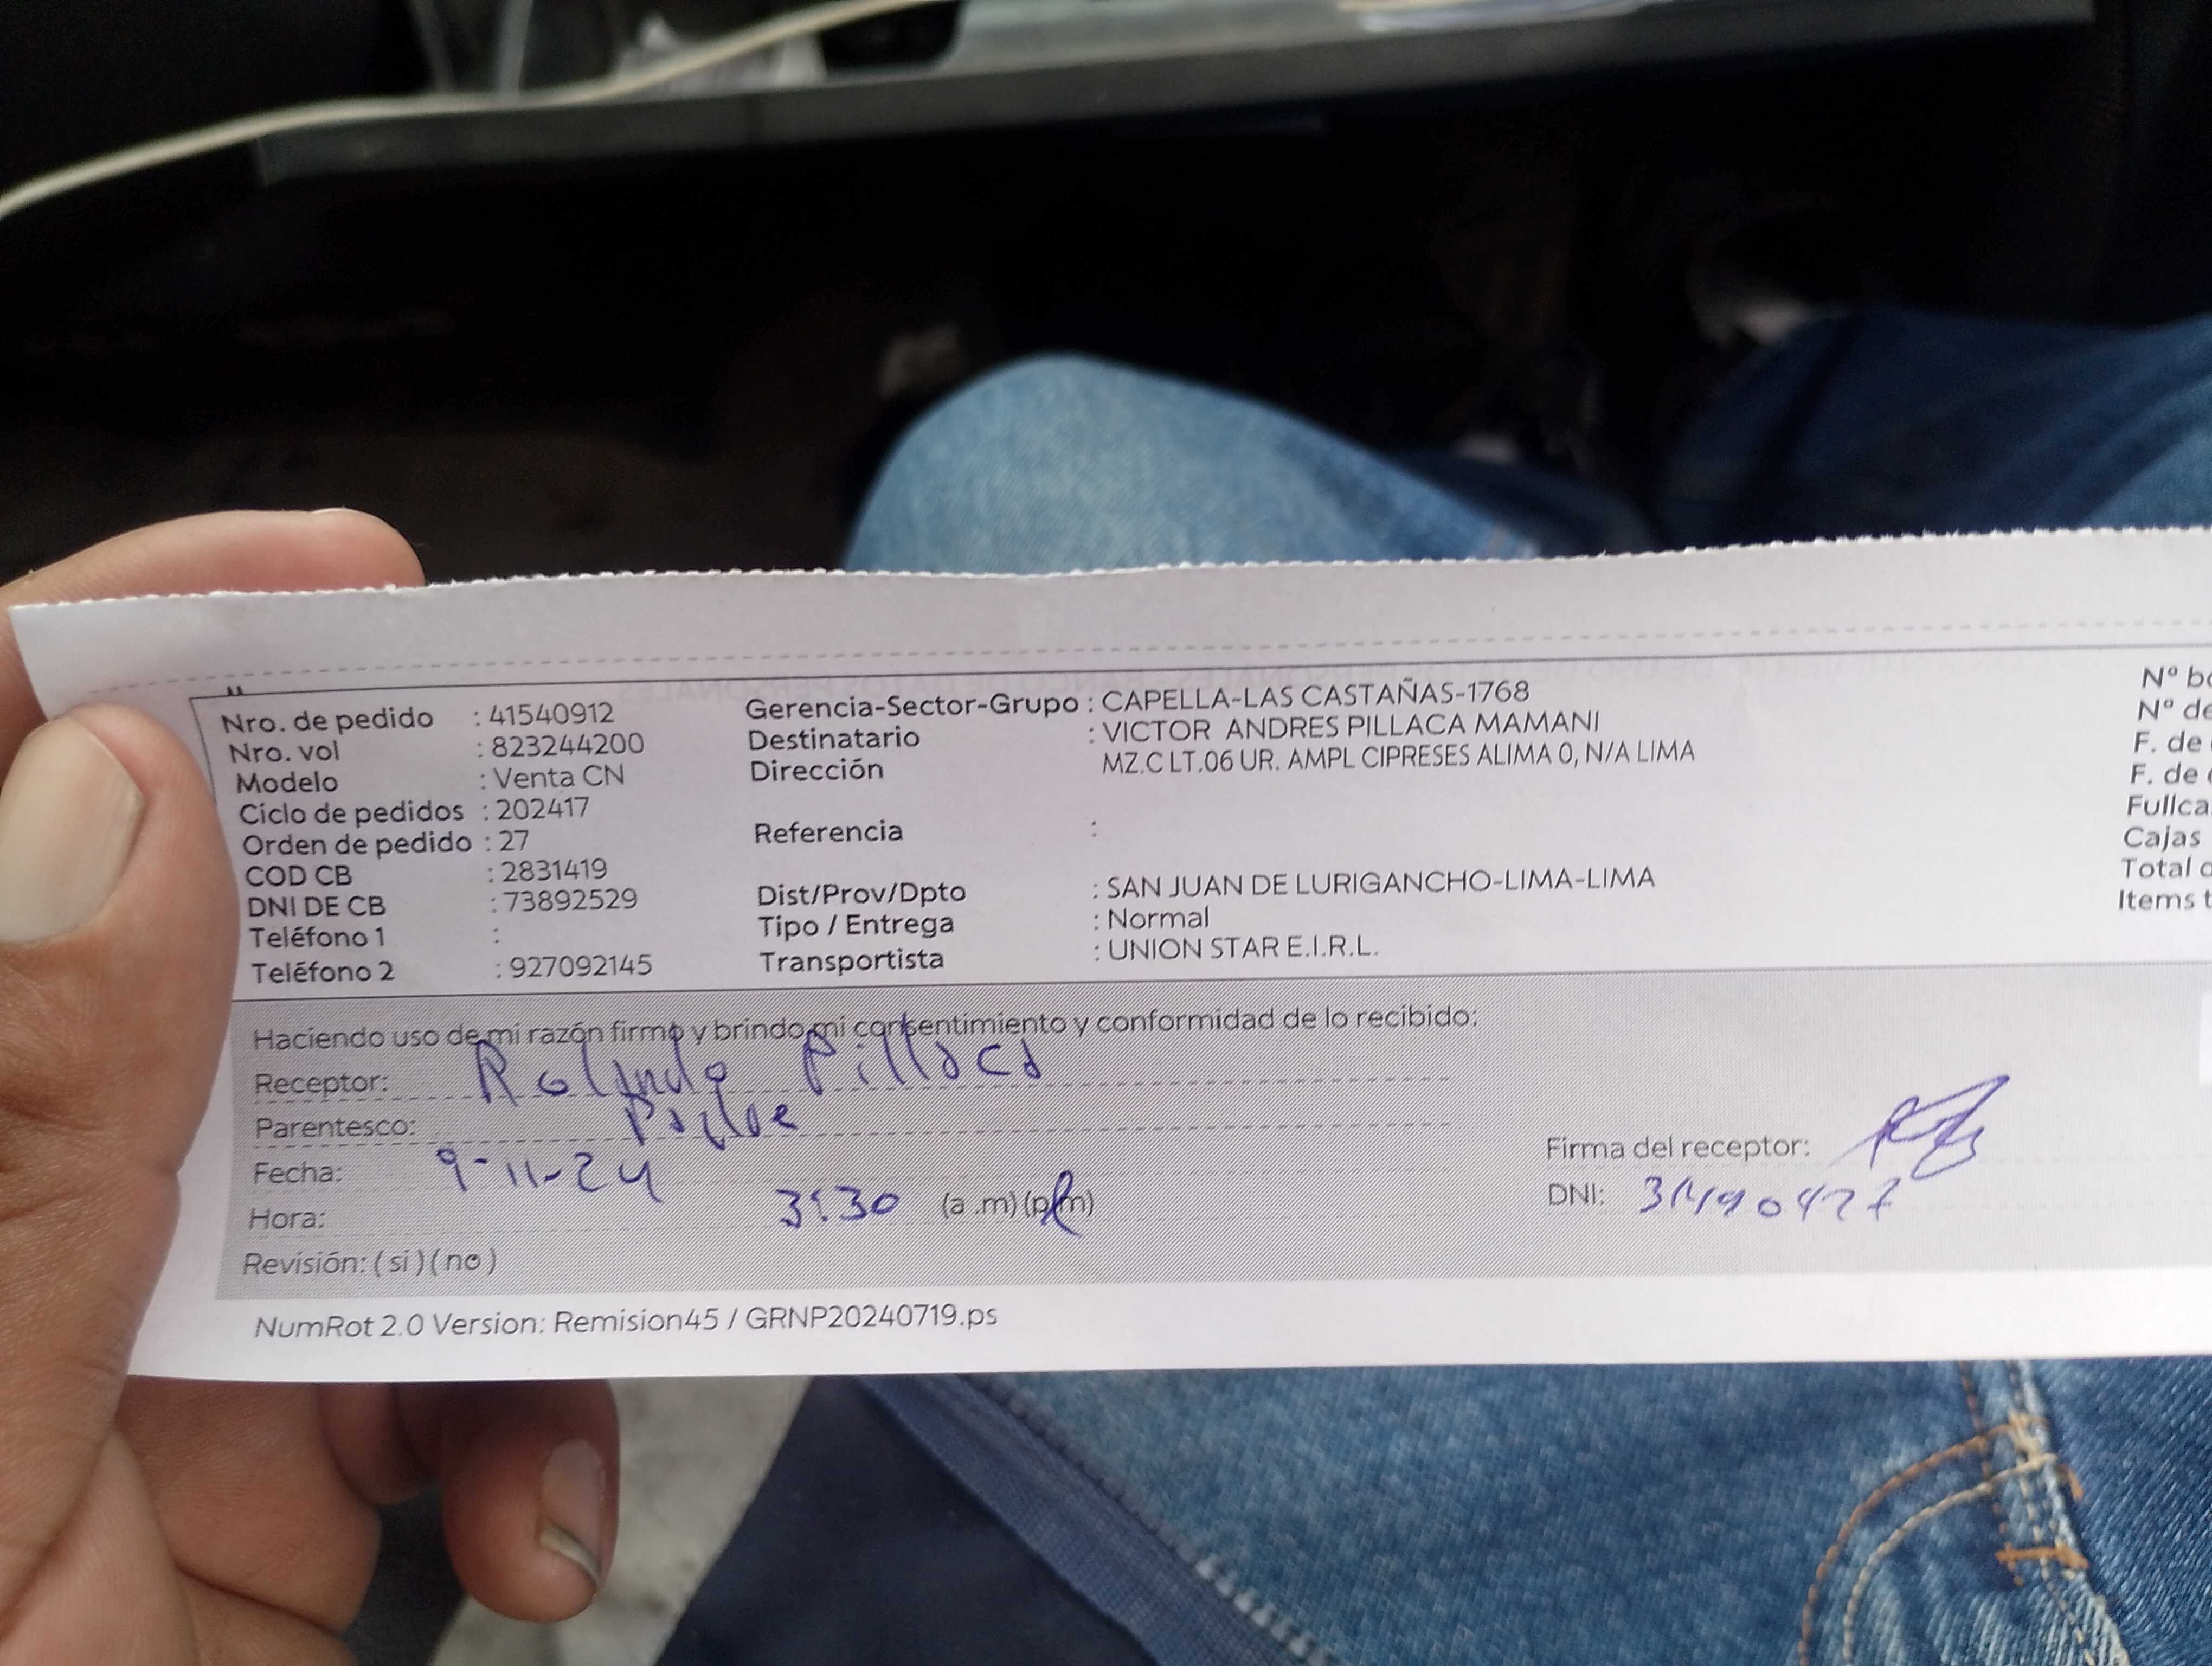 Nro. de pedido : 41540912
Nro. vol : 823244200
Modelo : Venta CN
Ciclo de pedidos : 202417
Orden de pedido : 27
COD CB : 2831419
DNI DE CB : 73892529
Teléfono 1 :
Teléfono 2 : 927092145
Gerencia-Sector-Grupo : CAPELLA-LAS CASTAÑAS-1768
Destinatario : VICTOR ANDRES PILLACA MAMANI
Dirección MZ.C LT.06 UR. AMPL CIPRESES ALIMA 0, N/A LIMA
Referencia :
Dist/Prov/Dpto : SAN JUAN DE LURIGANCHO-LIMA-LIMA
Tipo / Entrega : Normal
Transportista : UNION STAR E.I.R.L.
Nº
Nº
F. de
F. de
Cajas
Total
Items
Haciendo uso de mi razón firmo y brindo mi consentimiento y conformidad de lo recibido:
Receptor: Rolando Pillaca
Parentesco: Padre
Fecha: 9-11-24
Hora: 3:30 (a .m)(p.m)
Revisión: ( si ) ( no )
Firma del receptor:
DNI:
NumRot 2.0 Version: Remision45 / GRNP20240719.ps